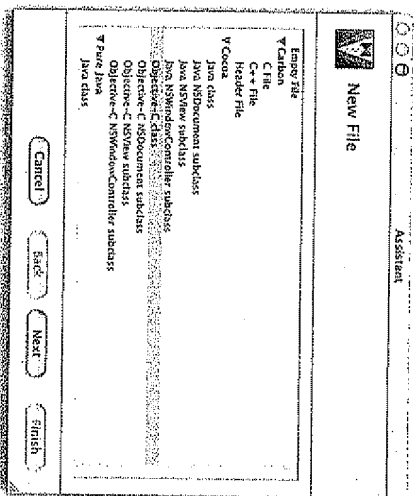 Assistant
New File
Empty File
▼ Carbon
C File
C++ File
Header File
▼ Cocoa
Java class
Java NSDocument subclass
Java NSView subclass
Java NSWindowController subclass
Objective-C class
Objective-C NSDocument subclass
Objective-C NSView subclass
Objective-C NSWindowController subclass
▼ Pure Java
Java class
Cancel
Back
Next
Finish